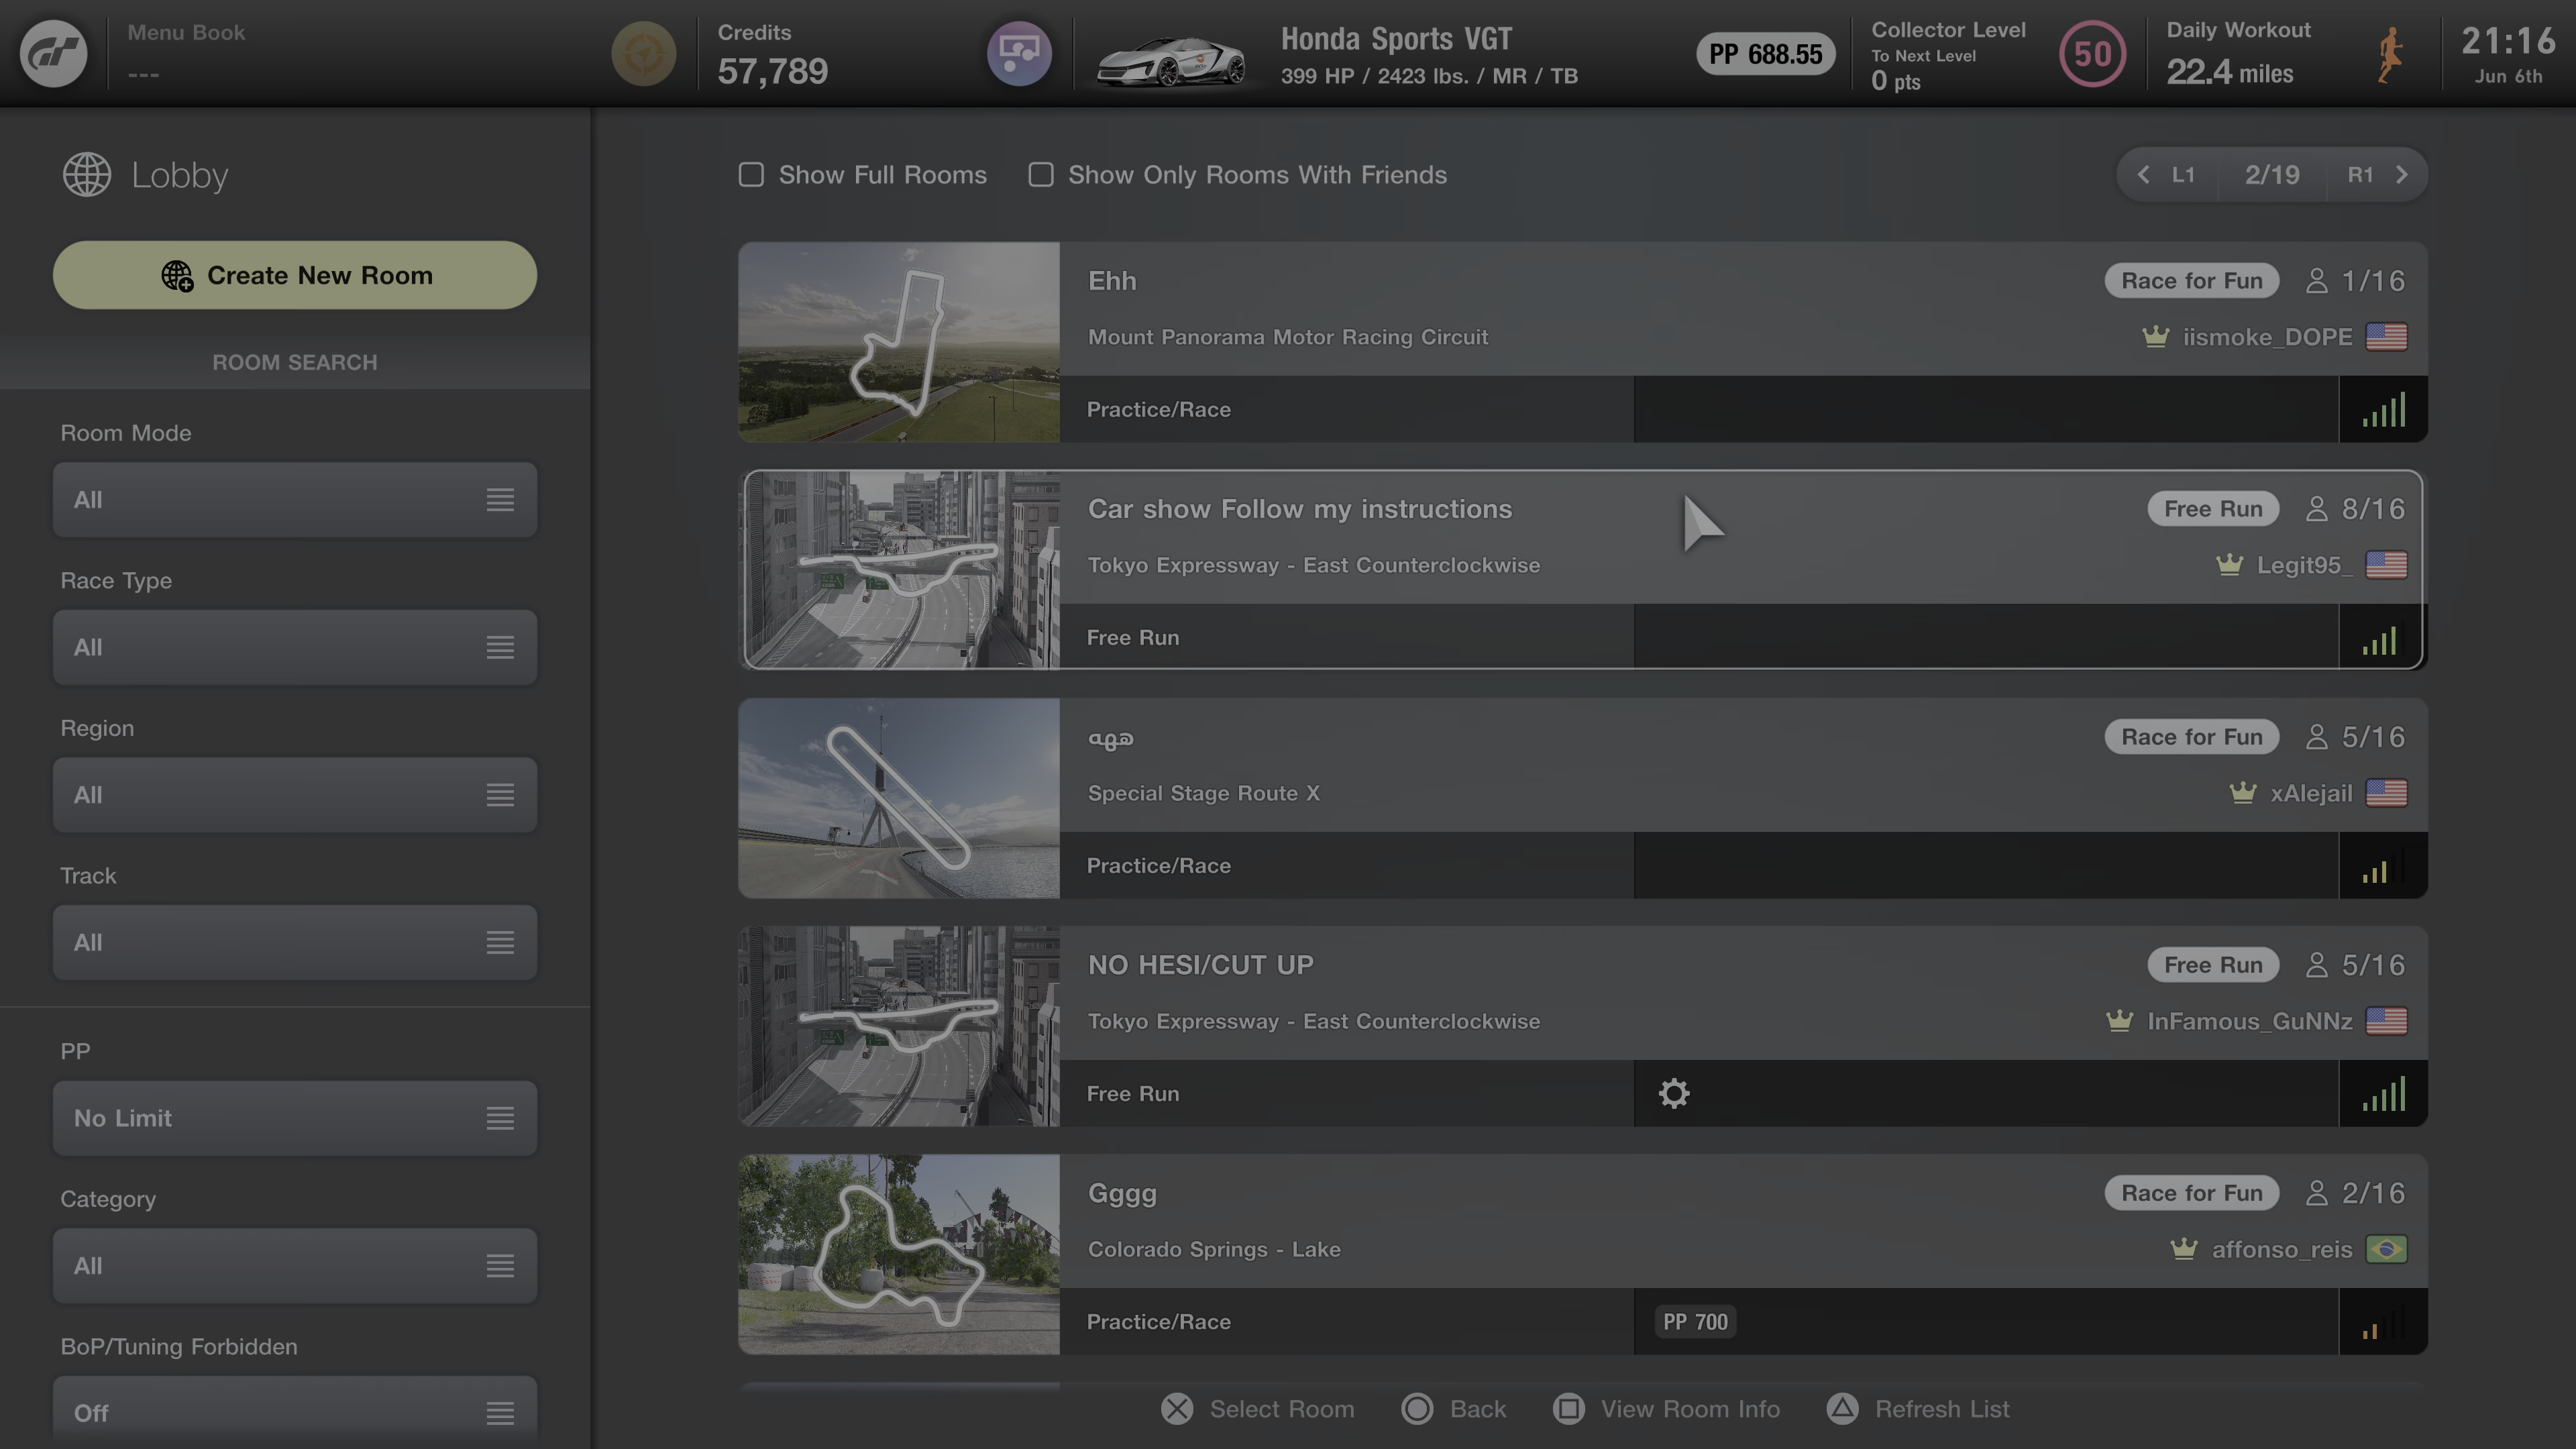 Menu Book
---
Credits
57,789
Honda Sports VGT
399 HP / 2423 lbs. / MR / TB
PP 688.55
Collector Level
To Next Level
0 pts
50
Daily Workout
22.4 miles
21:16
Jun 6th
Lobby
Create New Room
ROOM SEARCH
Room Mode
All
Race Type
All
Region
All
Track
All
PP
No Limit
Category
All
BoP/Tuning Forbidden
Off
Show Full Rooms
Show Only Rooms With Friends
L1 2/19 R1
Ehh
Race for Fun 1/16
Mount Panorama Motor Racing Circuit
iismoke_DOPE
Practice/Race
Car show Follow my instructions
Free Run 8/16
Tokyo Expressway - East Counterclockwise
Legit95_
Free Run
Race for Fun 5/16
Special Stage Route X
xAlejail
Practice/Race
NO HESI/CUT UP
Free Run 5/16
Tokyo Expressway - East Counterclockwise
InFamous_GuNNz
Free Run
Gggg
Race for Fun 2/16
Colorado Springs - Lake
affonso_reis
Practice/Race
PP 700
Select Room
Back
View Room Info
Refresh List